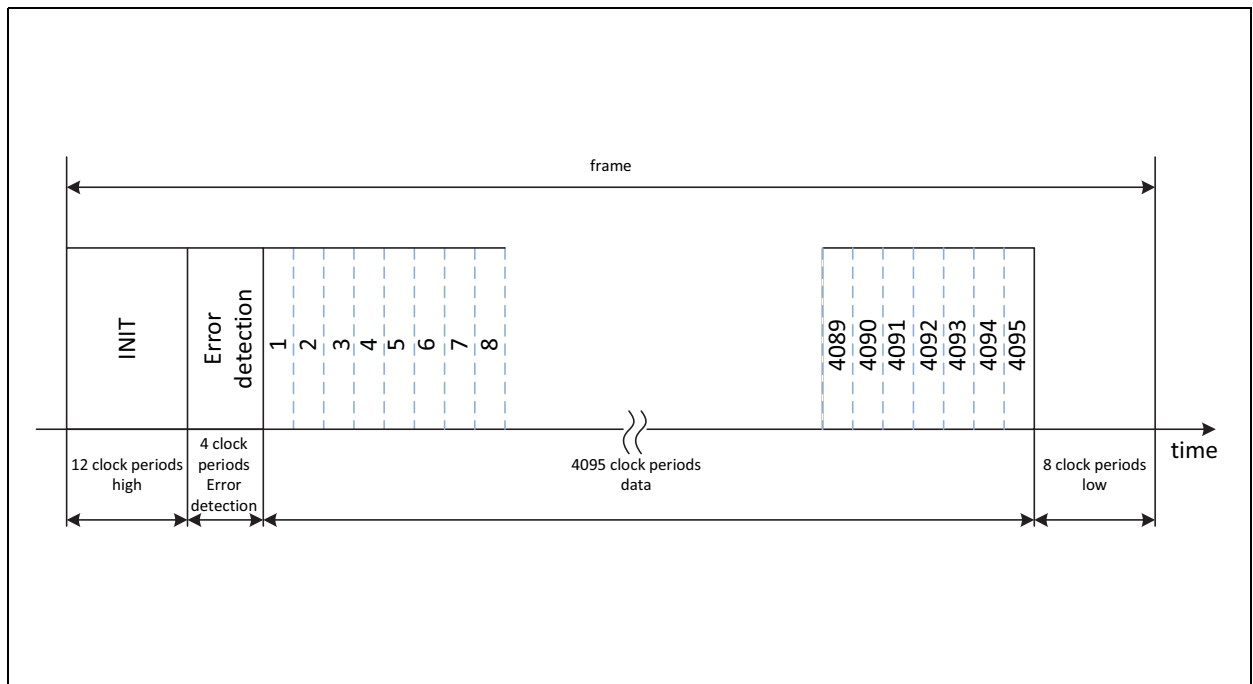 frame
INIT
Error
detection
1
2
3
4
5
6
7
8
4089
4090
4091
4092
4093
4094
4095
time
12 clock periods
high
4 clock
periods
Error
detection
4095 clock periods
data
8 clock periods
low